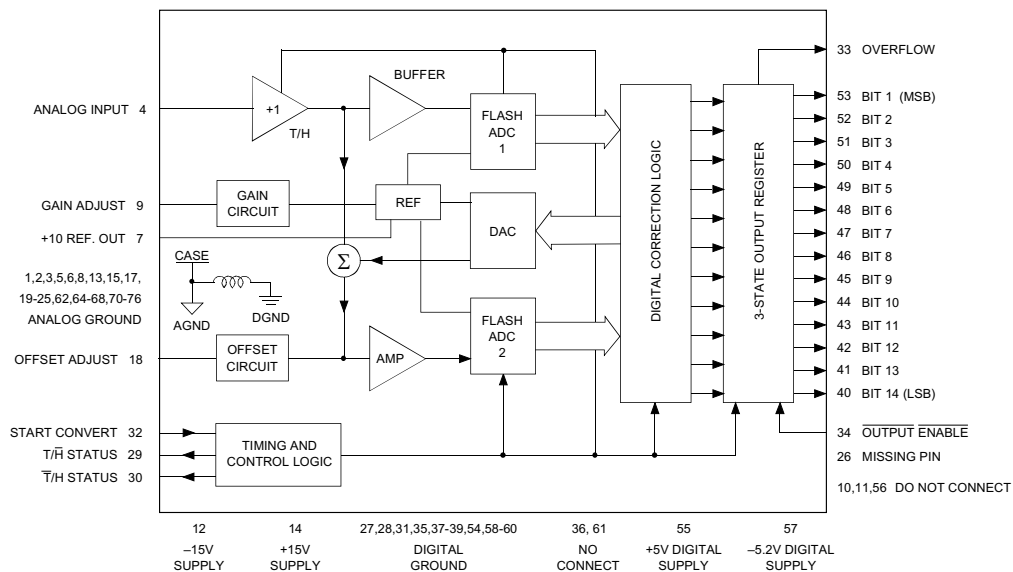 ANALOG INPUT 4
+1
T/H
BUFFER
FLASH
ADC
1
GAIN ADJUST 9
GAIN
CIRCUIT
REF
DAC
+10 REF. OUT 7
Σ
CASE
1,2,3,5,6,8,13,15,17,
19-25,62,64-68,70-76
ANALOG GROUND
AGND
DGND
OFFSET ADJUST 18
OFFSET
CIRCUIT
AMP
FLASH
ADC
2
START CONVERT 32
T/H̅ STATUS 29
T̅/H STATUS 30
TIMING AND
CONTROL LOGIC
DIGITAL CORRECTION LOGIC
3-STATE OUTPUT REGISTER
33 OVERFLOW
53 BIT 1 (MSB)
52 BIT 2
51 BIT 3
50 BIT 4
49 BIT 5
48 BIT 6
47 BIT 7
46 BIT 8
45 BIT 9
44 BIT 10
43 BIT 11
42 BIT 12
41 BIT 13
40 BIT 14 (LSB)
34 OUTPUT ENABLE
26 MISSING PIN
10,11,56 DO NOT CONNECT
12
–15V
SUPPLY
14
+15V
SUPPLY
27,28,31,35,37-39,54,58-60
DIGITAL
GROUND
36, 61
NO
CONNECT
55
+5V DIGITAL
SUPPLY
57
–5.2V DIGITAL
SUPPLY